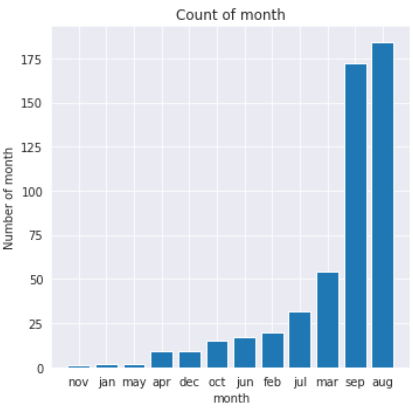 Count of month
Number of month
175
150
125
100
75
50
25
0
nov jan may apr dec oct jun feb jul mar sep aug
month